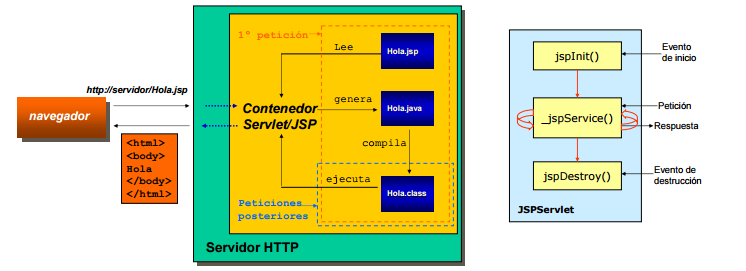 http://servidor/Hola.jsp
navegador
<html>
<body>
Hola
</body>
</html>
1º petición
Lee
Hola.jsp
Contenedor
Servlet/JSP
genera
Hola.java
compila
ejecuta
Hola.class
Peticiones
posteriores
Servidor HTTP
jspInit()
Evento
de inicio
_jspService()
Petición
Respuesta
jspDestroy()
Evento de
destrucción
JSPServlet